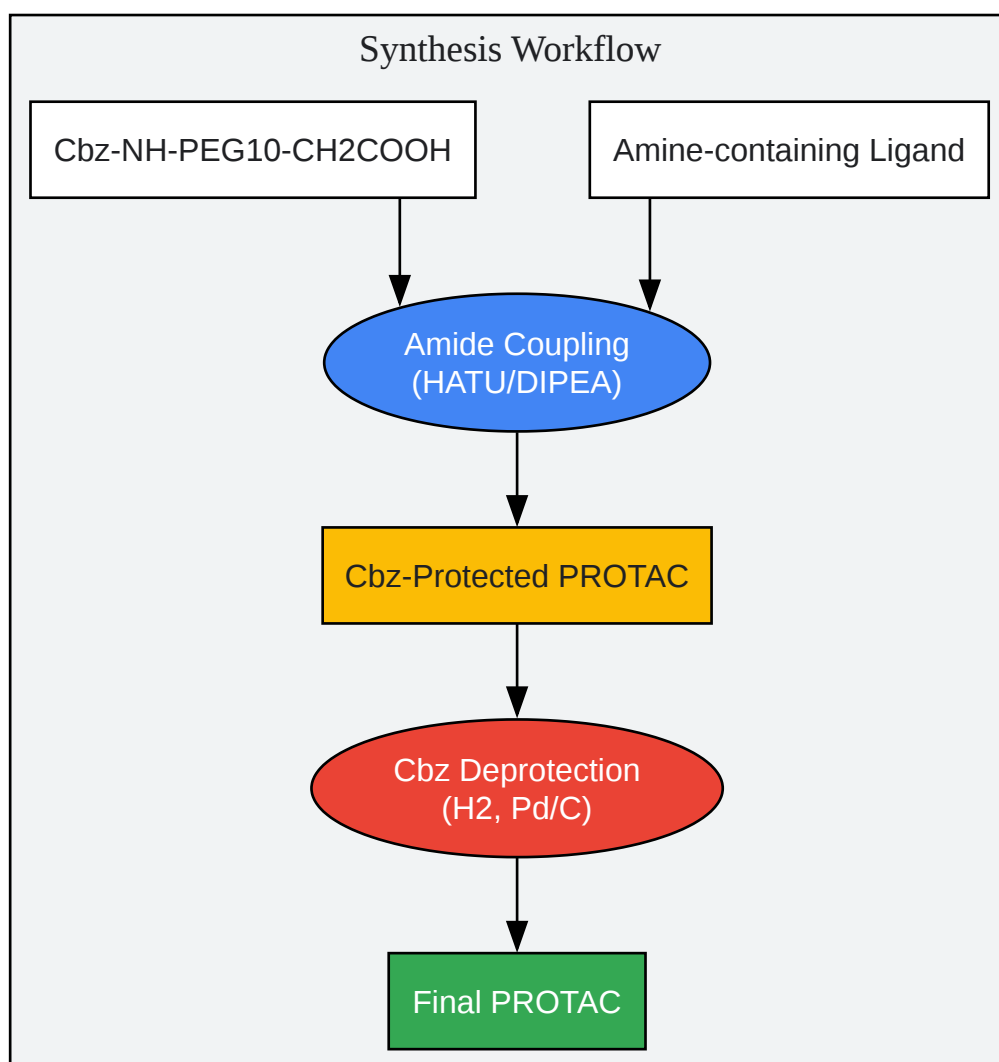 Synthesis Workflow
Cbz-NH-PEG10-CH2COOH
Amine-containing Ligand
Amide Coupling
(HATU/DIPEA)
Cbz-Protected PROTAC
Cbz Deprotection
(H2, Pd/C)
Final PROTAC